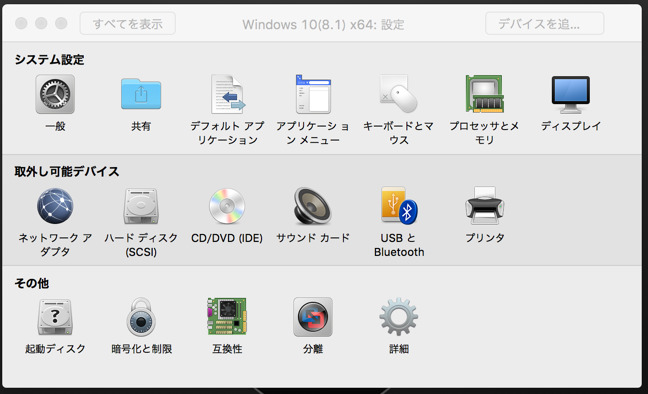 すべてを表示
Windows 10(8.1) x64: 設定
デバイスを追...
システム設定
一般
共有
デフォルト アプ
リケーション
アプリケーショ
ン メニュー
キーボードとマ
ウス
プロセッサとメ
モリ
ディスプレイ
取外し可能デバイス
ネットワーク ア
ダプタ
ハード ディスク
(SCSI)
CD/DVD (IDE)
サウンド カード
USB と
Bluetooth
プリンタ
その他
起動ディスク
暗号化と制限
互換性
分離
詳細